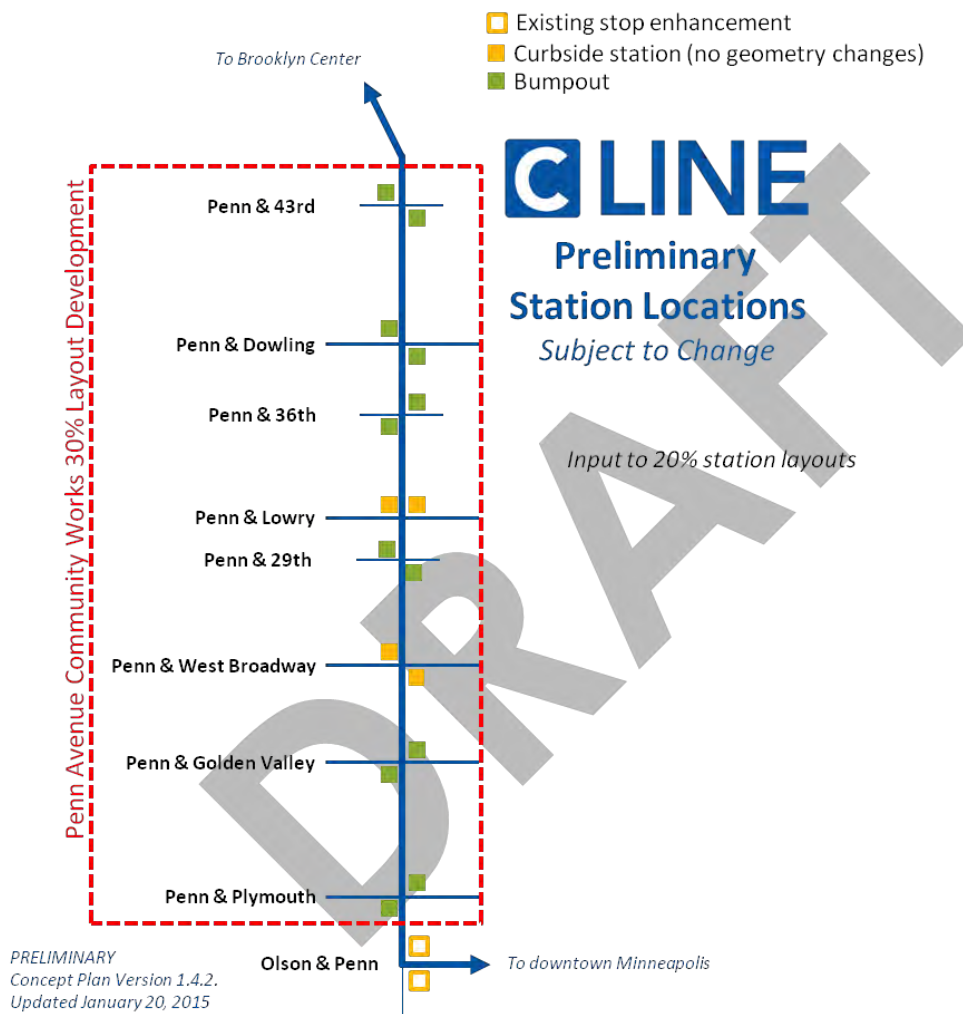 Existing stop enhancement
Curbside station (no geometry changes)
Bumpout
To Brooklyn Center
C LINE
Preliminary
Station Locations
Subject to Change
Input to 20% station layouts
DRAFT
Penn Avenue Community Works 30% Layout Development
Penn & 43rd
Penn & Dowling
Penn & 36th
Penn & Lowry
Penn & 29th
Penn & West Broadway
Penn & Golden Valley
Penn & Plymouth
Olson & Penn
To downtown Minneapolis
PRELIMINARY
Concept Plan Version 1.4.2.
Updated January 20, 2015